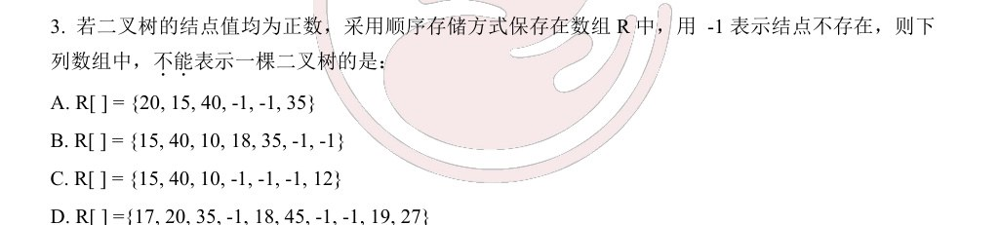 3. 若二叉树的结点值均为正数，采用顺序存储方式保存在数组 R 中，用 -1 表示结点不存在，则下
列数组中，不能表示一棵二叉树的是：
A. R[ ] = {20, 15, 40, -1, -1, 35}
B. R[ ] = {15, 40, 10, 18, 35, -1, -1}
C. R[ ] = {15, 40, 10, -1, -1, -1, 12}
D. R[ ] ={17, 20, 35, -1, 18, 45, -1, -1, 19, 27}